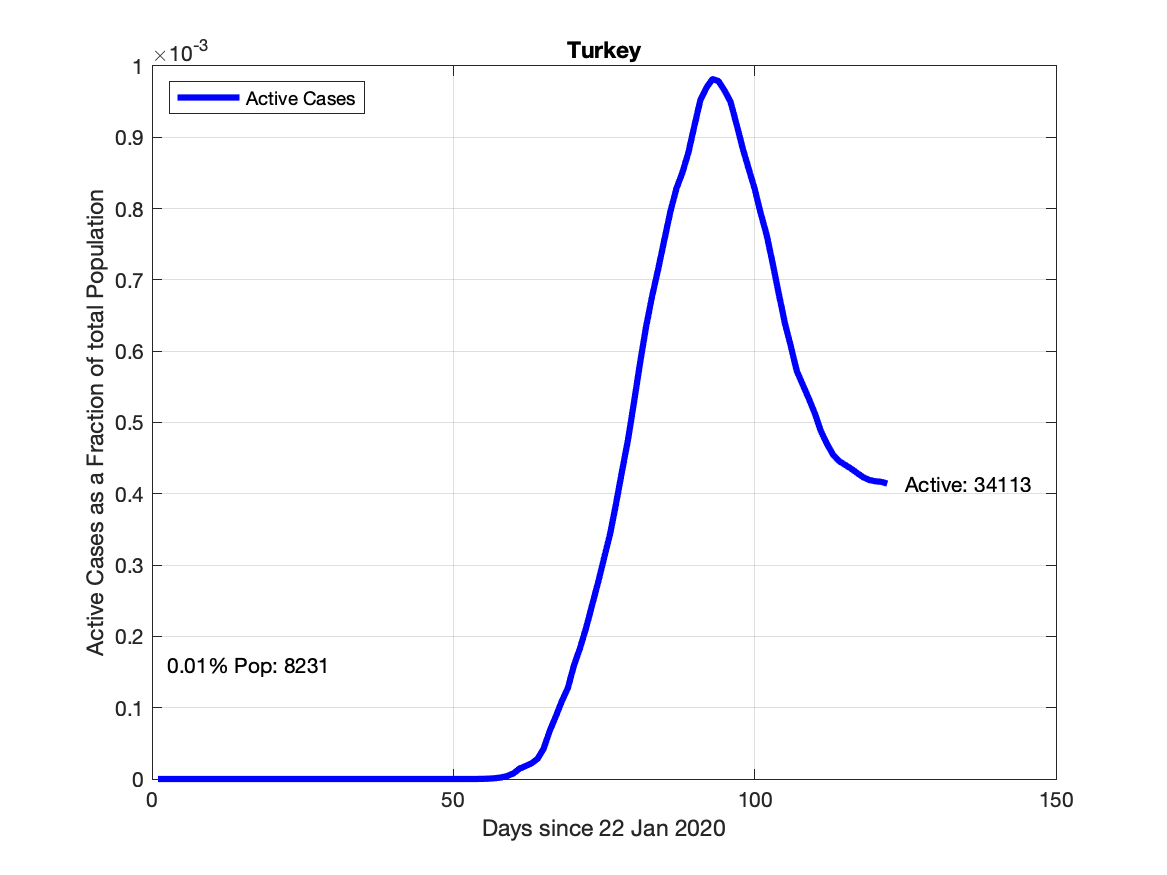 Turkey
×10-3
Active Cases
1
0.9
0.8
0.7
0.6
0.5
0.4
0.3
0.2
0.1
0
Active Cases as a Fraction of total Population
Active: 34113
0.01% Pop: 8231
0 50 100 150
Days since 22 Jan 2020